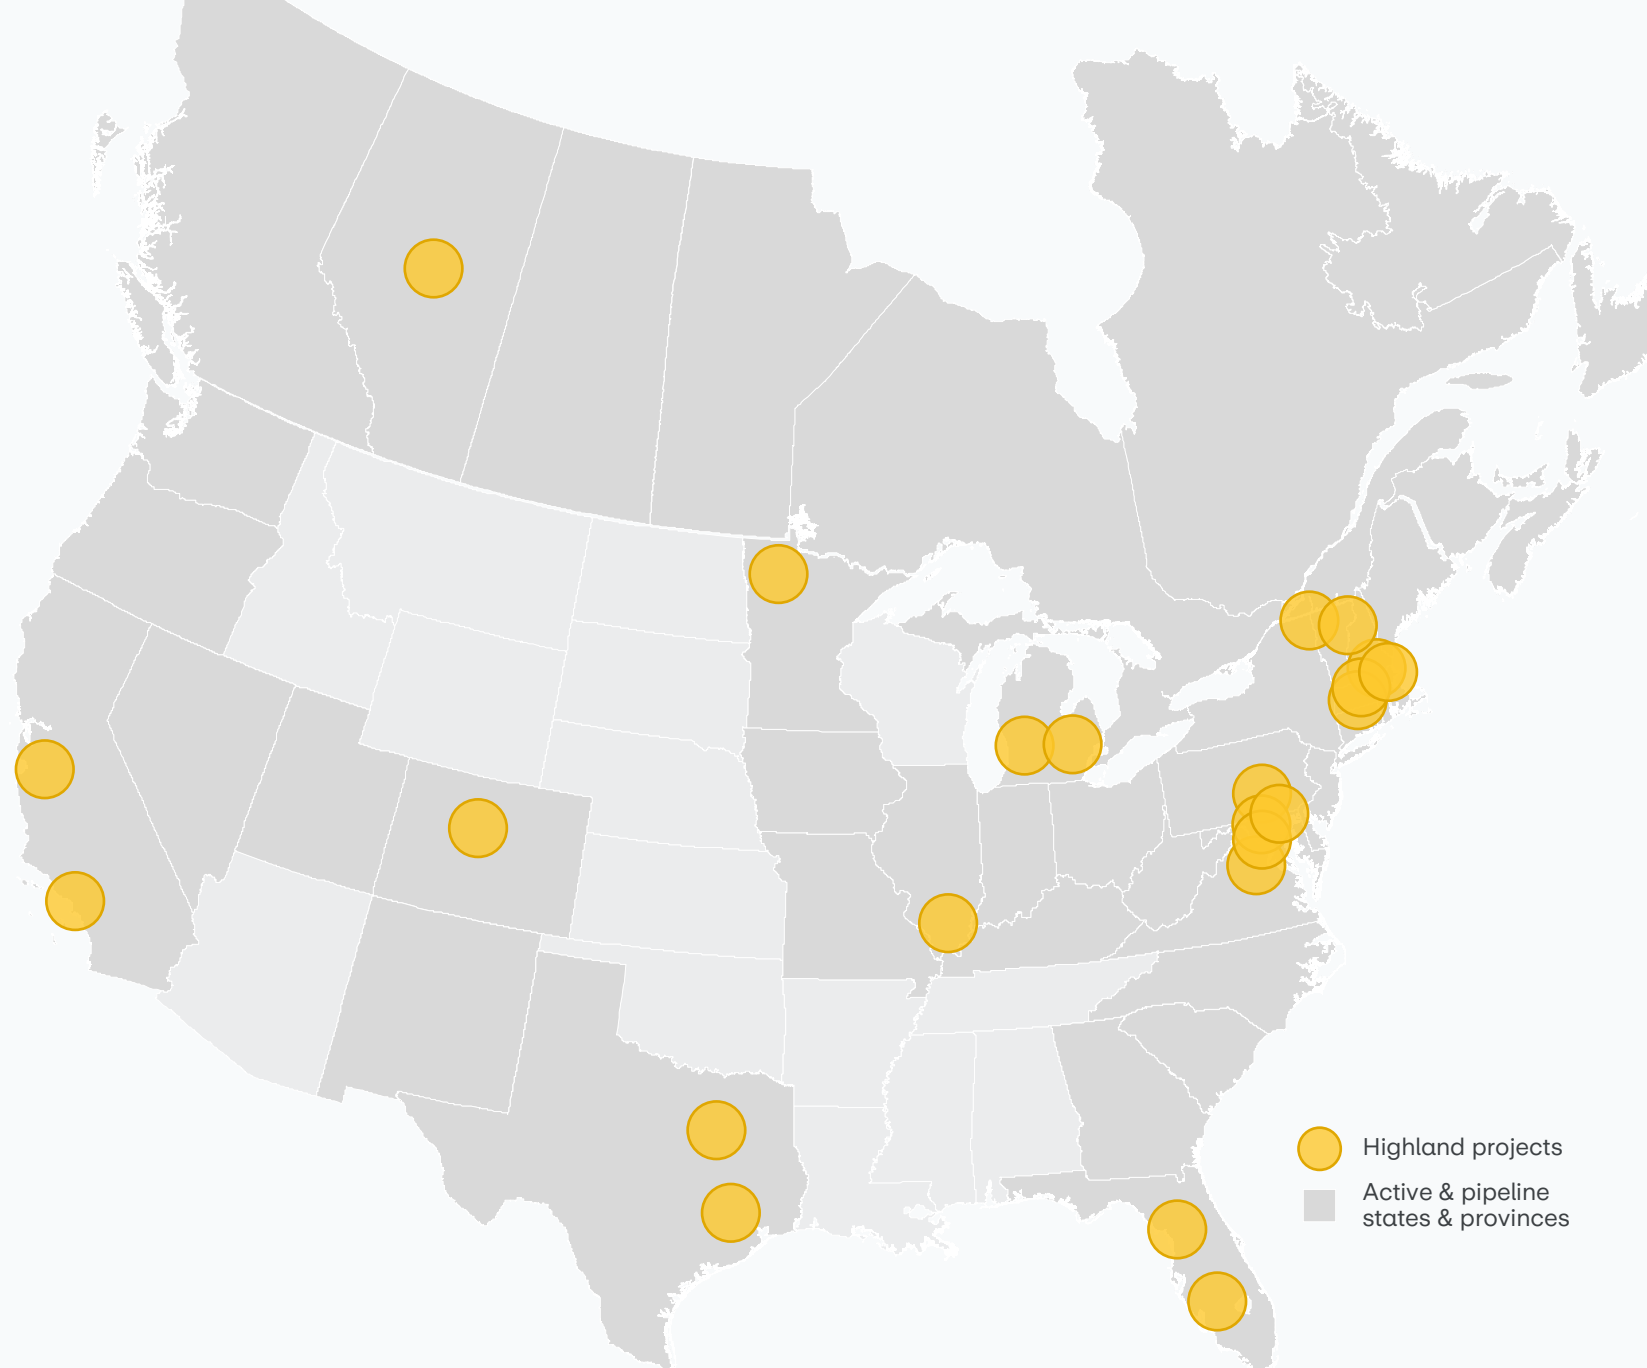 Highland projects
Active & pipeline
states & provinces